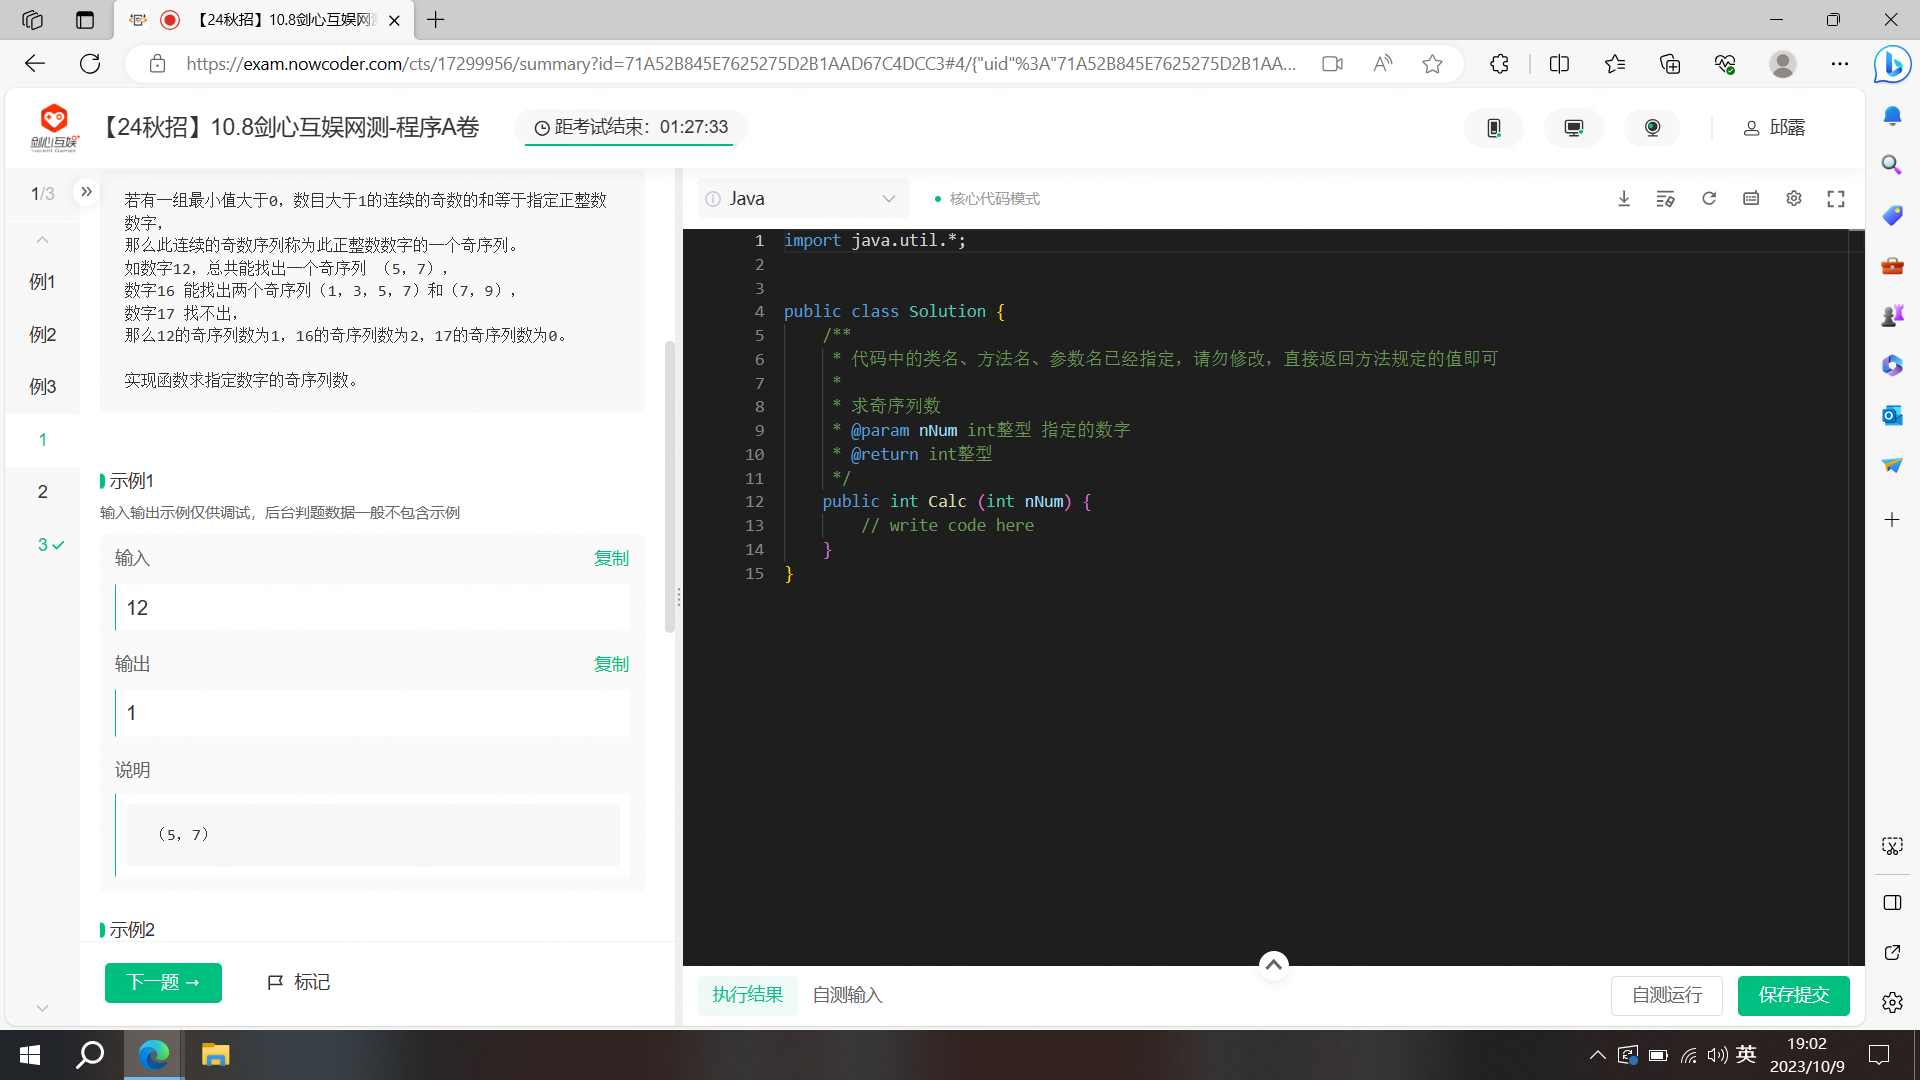 【24秋招】10.8剑心互娱网测
https://exam.nowcoder.com/cts/17299956/summary?id=71A52B845E7625275D2B1AAD67C4DCC3#4/{"uid"%3A"71A52B845E7625275D2B1AA...
剑心互娱
【24秋招】10.8剑心互娱网测-程序A卷
距考试结束：01:27:33
邱露
1/3
例1
例2
例3
1
2
3
若有一组最小值大于0，数目大于1的连续的奇数的和等于指定正整数
数字，
那么此连续的奇数序列称为此正整数数字的一个奇序列。
如数字12，总共能找出一个奇序列 （5，7），
数字16 能找出两个奇序列（1，3，5，7）和（7，9），
数字17 找不出，
那么12的奇序列数为1，16的奇序列数为2，17的奇序列数为0。
实现函数求指定数字的奇序列数。
示例1
输入输出示例仅供调试，后台判题数据一般不包含示例
输入
复制
12
输出
复制
1
说明
（5，7）
示例2
下一题 →
标记
Java
核心代码模式
1 import java.util.*;
2
3
4 public class Solution {
5 /**
6 * 代码中的类名、方法名、参数名已经指定，请勿修改，直接返回方法规定的值即可
7 *
8 * 求奇序列数
9 * @param nNum int整型 指定的数字
10 * @return int整型
11 */
12 public int Calc (int nNum) {
13 // write code here
14 }
15 }
执行结果
自测输入
自测运行
保存提交
英
19:02
2023/10/9